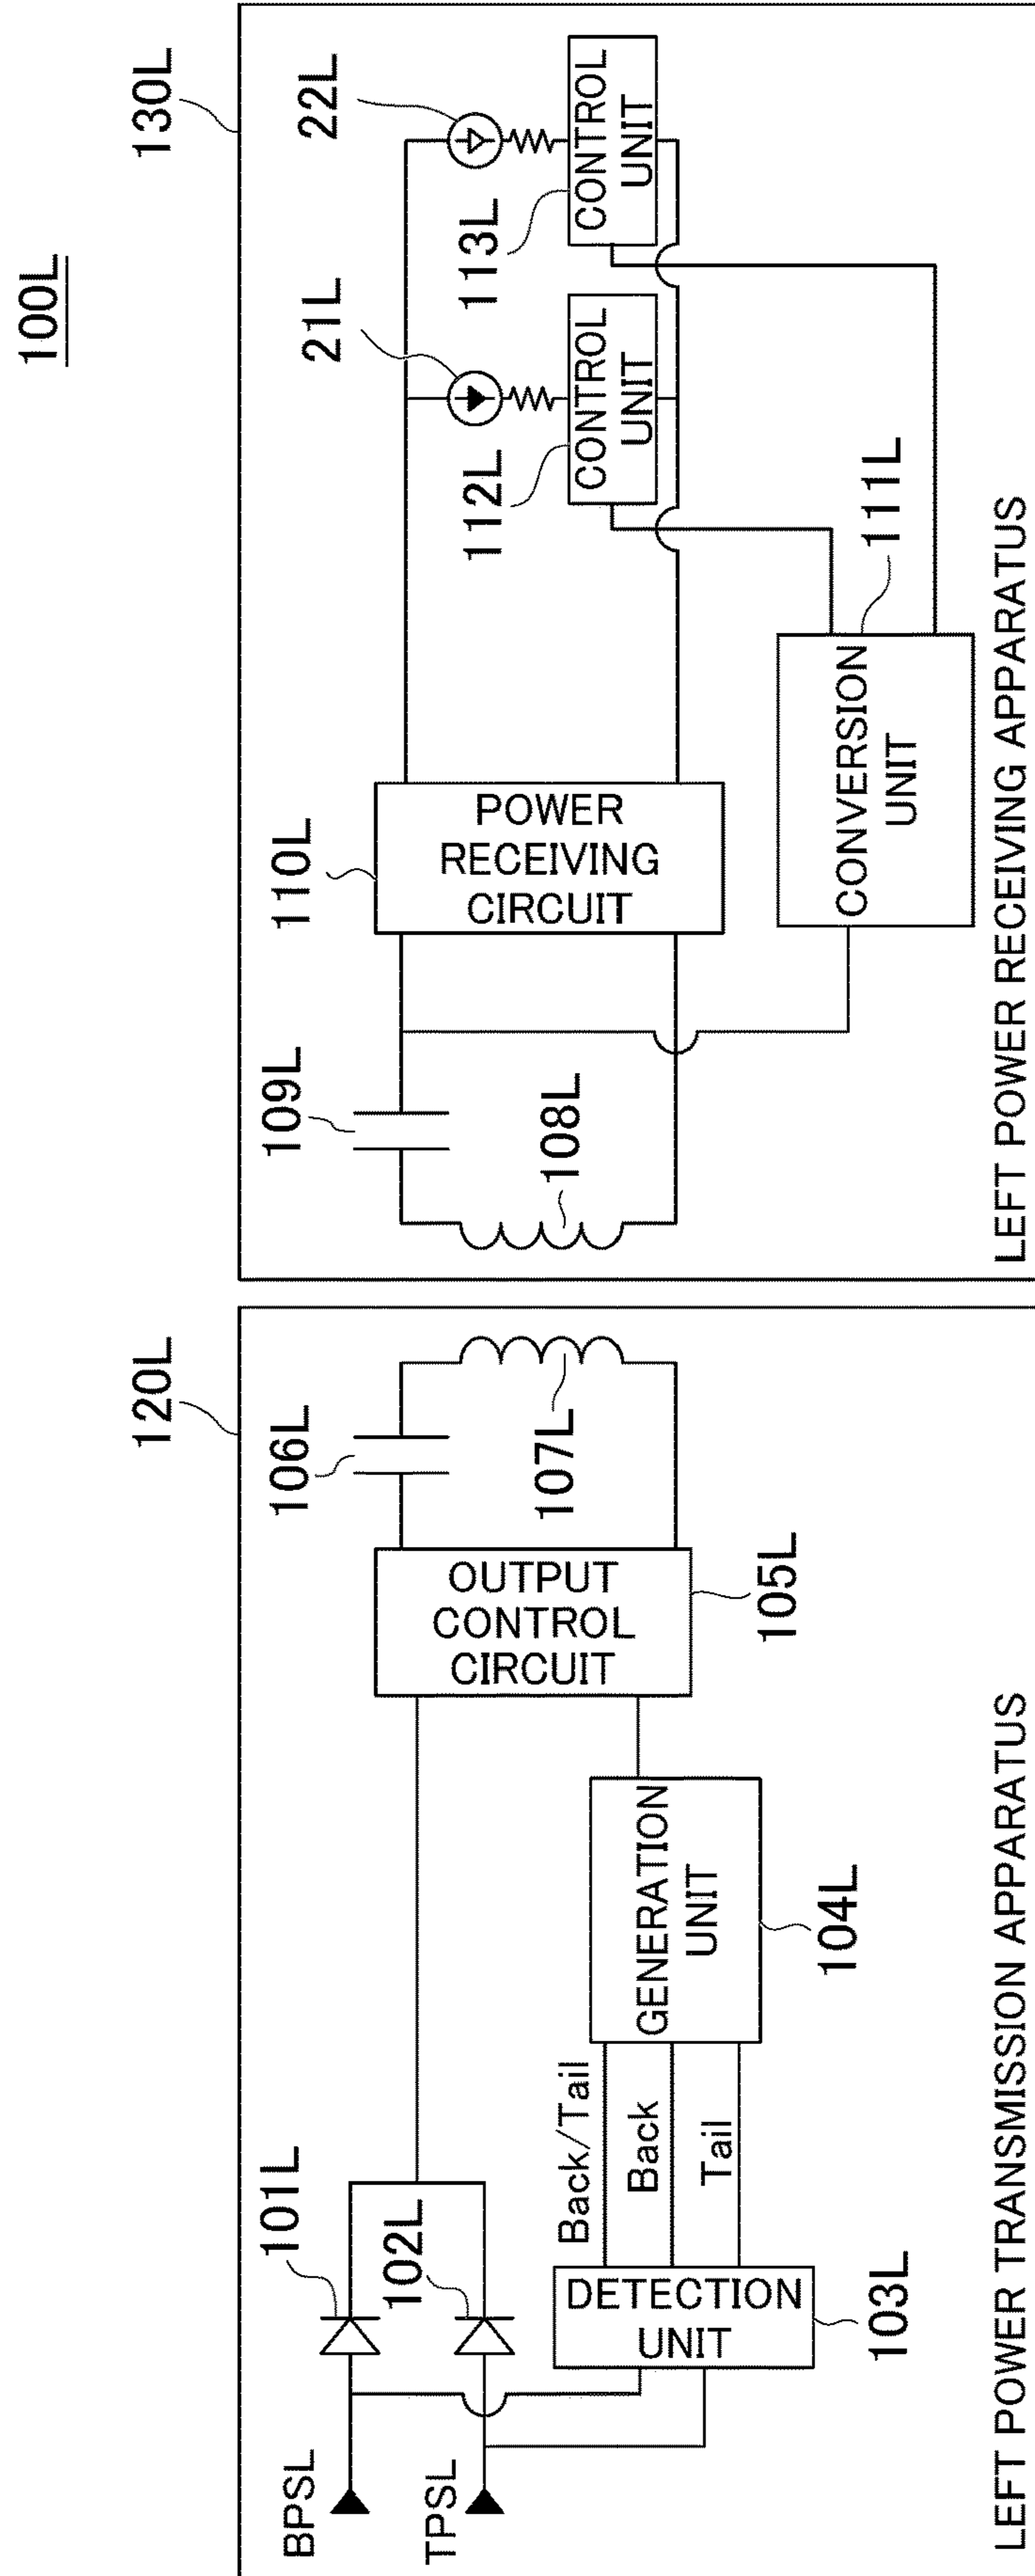 100L
120L
130L
BPSL
TPSL
101L
102L
DETECTION
UNIT
103L
Back/Tail
Back
Tail
GENERATION
UNIT
104L
OUTPUT
CONTROL
CIRCUIT
105L
106L
107L
LEFT POWER TRANSMISSION APPARATUS
109L
108L
110L
POWER
RECEIVING
CIRCUIT
CONVERSION
UNIT
111L
21L
112L
CONTROL
UNIT
22L
113L
CONTROL
UNIT
LEFT POWER RECEIVING APPARATUS